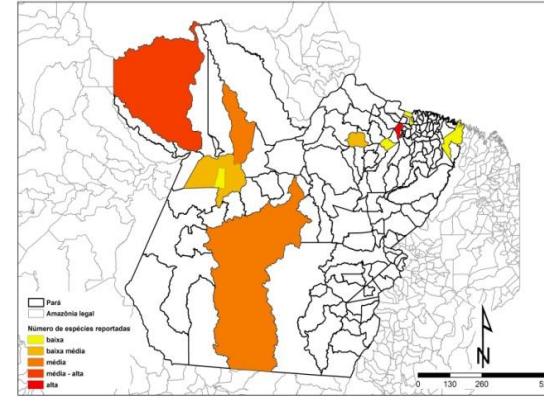 N
0 130 260
Pará
Amazônia legal
Número de espécies reportadas
baixa
baixa média
média
média - alta
alta